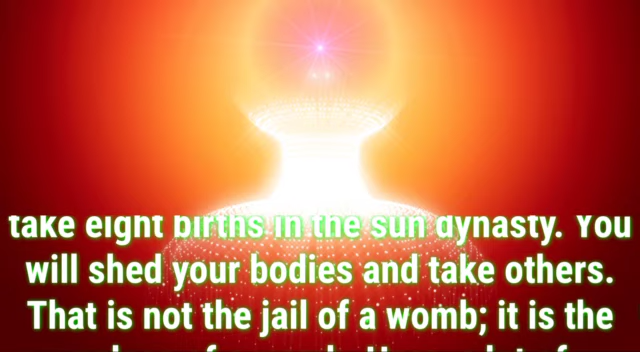 take eight births in the sun dynasty. You
will shed your bodies and take others.
That is not the jail of a womb; it is the